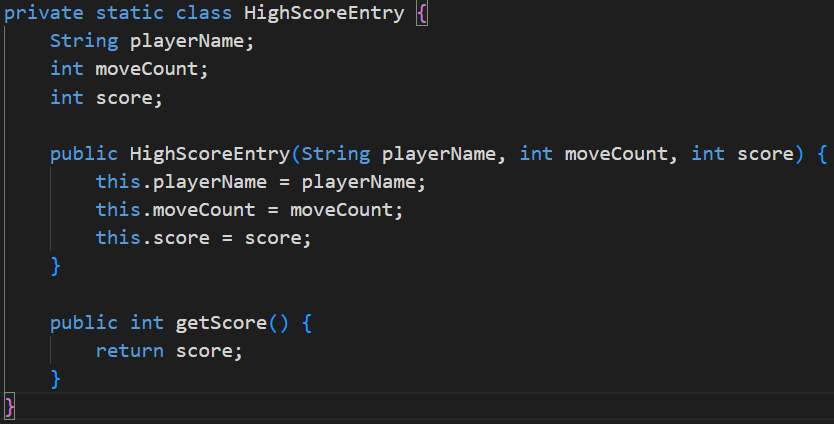 private static class HighScoreEntry {
    String playerName;
    int moveCount;
    int score;

    public HighScoreEntry(String playerName, int moveCount, int score) {
        this.playerName = playerName;
        this.moveCount = moveCount;
        this.score = score;
    }

    public int getScore() {
        return score;
    }
}